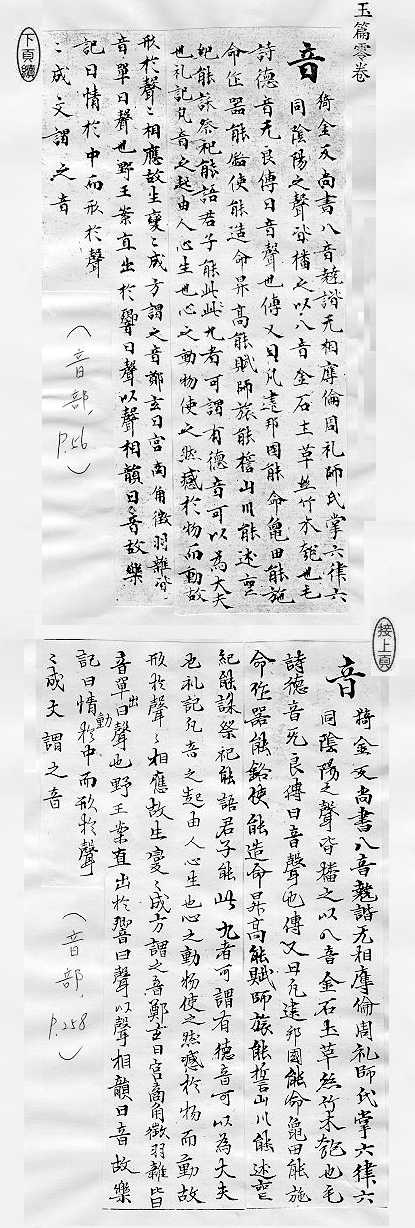 玉篇零卷
音
猗金反尚書八音克諧无相奪倫周礼師氏掌六律六
同陰陽之聲皆播之以八音金石土草絲竹木匏也毛
詩德音无良傳曰音聲也傳又曰凡建邦國能命龜田能施
命作器能銘使能造命昇高能賦師旅能誓山川能述
紀能誄祭祀能語君子能此此九者可謂有德音可以為大夫
也礼記凡音之起由人心生也心之動物使之然感於物而動故
形於聲〻相應故生變〻成方謂之音鄭玄曰宮商角徵羽雜皆
音單曰聲也野王案直出於響曰聲以聲相韻曰音故樂
記曰情於中而形於聲
〻成文謂之音
(音部, P.56)
下頁續
接上頁
音
猗金反尚書八音克諧无相奪倫周礼師氏掌六律六
同陰陽之聲皆播之以八音金石土草絲竹木匏也毛
詩德音无良傳曰音聲也傳又曰凡建邦國能命龜田能施
命作器能銘使能造命昇高能賦師旅能誓山川能述
紀能誄祭祀能語君子能此九者可謂有德音可以為大夫
也礼記凡音之起由人心生也心之動物使之然感於物而動故
形於聲〻相應故生變〻成方謂之音鄭玄曰宮商角徵羽雜皆
音單出曰聲也野王案直出於響曰聲以聲相韻曰音故樂
記曰情動於中而形於聲
〻成文謂之音
(音部, P.258)